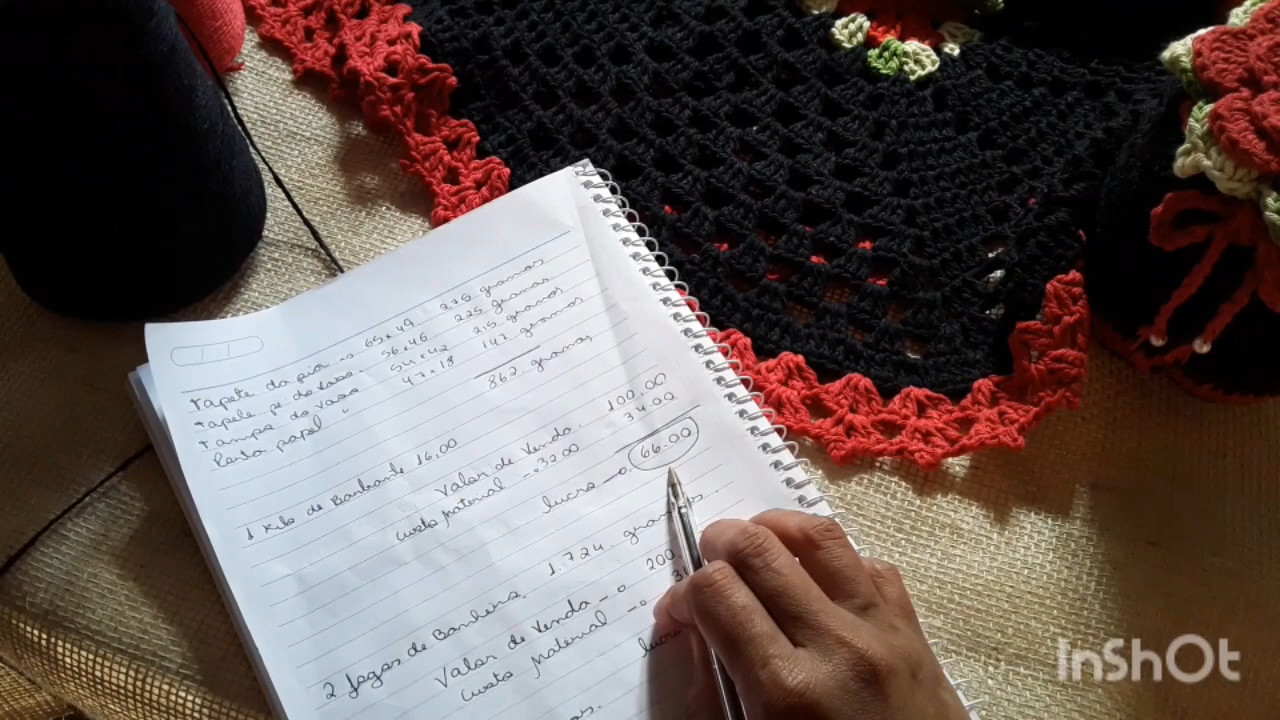 tapete da pia → 65x49 275 gramas
tapete pé do vaso. 56x46 225 gramas.
tampa do vaso 54x42 215 gramas
Porta papel " 47x18 147 gramas
862 gramas
1 Kilo de Barbante 16,00
Valor de Venda. 100.00
custo Material - 32.00 34.00
lucro → 66.00
2 Jogos de Banheiro. 1.724. gramas.
Valor de Venda → 200.
custo material →
lucro
InShOt